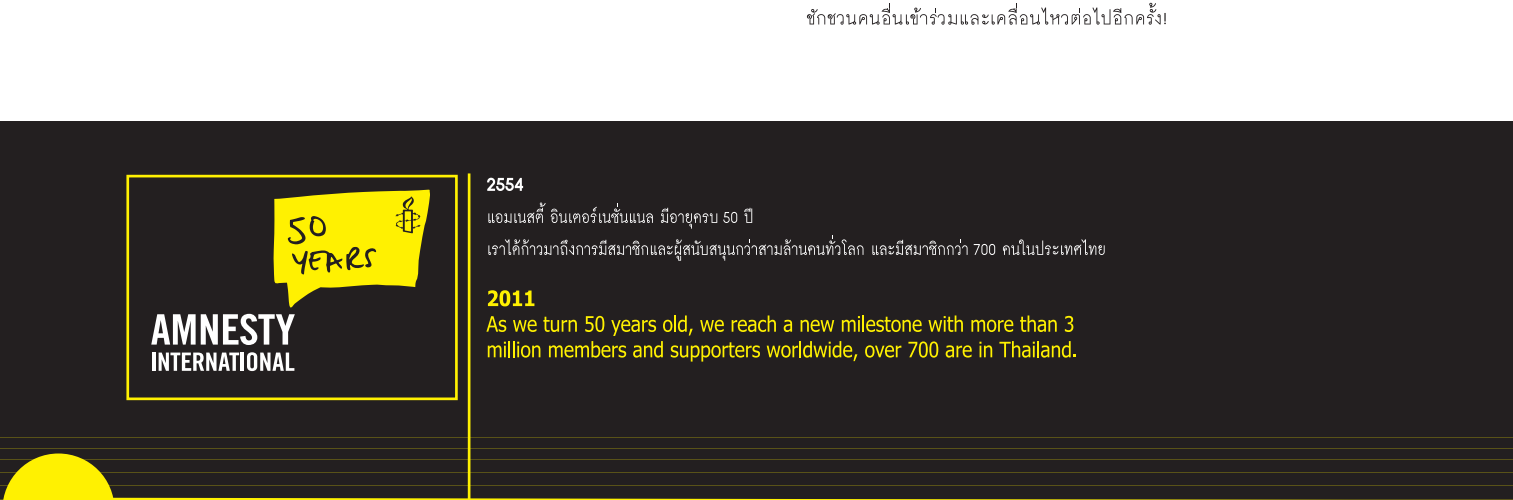 ชักชวนคนอื่นเข้าร่วมและเคลื่อนไหวต่อไปอีกครั้ง!
50
YEARS
AMNESTY
INTERNATIONAL
2554
แอมเนสตี้ อินเตอร์เนชั่นแนล มีอายุครบ 50 ปี
เราได้ก้าวมาถึงการมีสมาชิกและผู้สนับสนุนกว่าสามล้านคนทั่วโลก และมีสมาชิกกว่า 700 คนในประเทศไทย
2011
As we turn 50 years old, we reach a new milestone with more than 3
million members and supporters worldwide, over 700 are in Thailand.